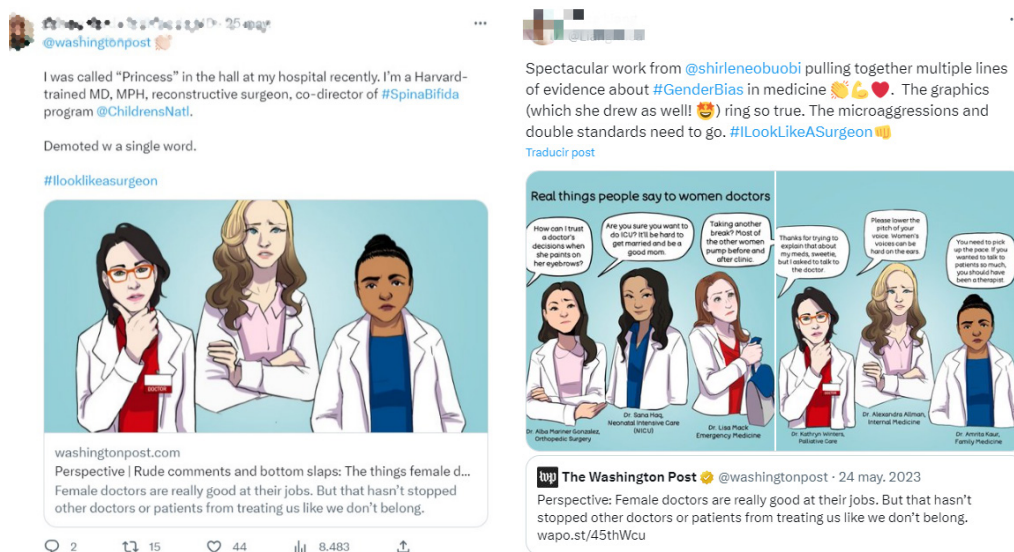 25 may.
@washingtonpost 👏🏻
I was called “Princess” in the hall at my hospital recently. I’m a Harvard-
trained MD, MPH, reconstructive surgeon, co-director of #SpinaBifida
program @ChildrensNatl.
Demoted w a single word.
#Ilooklikeasurgeon
DOCTOR
washingtonpost.com
Perspective | Rude comments and bottom slaps: The things female d...
Female doctors are really good at their jobs. But that hasn’t stopped
other doctors or patients from treating us like we don’t belong.
2 15 44 8.483
Spectacular work from @shirleneobuobi pulling together multiple lines
of evidence about #GenderBias in medicine 👏💪❤️. The graphics
(which she drew as well! 🤩) ring so true. The microaggressions and
double standards need to go. #ILookLikeASurgeon👊
Traducir post
Real things people say to women doctors
How can I trust
a doctor's
decisions when
she paints on
her eyebrows?
Are you sure you want to
do ICU? It'll be hard to
get married and be a
good mom.
Taking another
break? Most of
the other women
pump before and
after clinic.
Thanks for trying to
explain that about
my meds, sweetie,
but I asked to talk to
the doctor.
Please lower the
pitch of your
voice. Women's
voices can be
hard on the ears.
You need to pick
up the pace. If you
wanted to talk to
patients so much,
you should have
been a therapist.
Dr. Alba Mariner Gonzalez,
Orthopedic Surgery
Dr. Sana Haq,
Neonatal Intensive Care
(NICU)
Dr. Lisa Mack
Emergency Medicine
DOCTOR
Dr. Kathryn Winters,
Palliative Care
Dr. Alexandra Allman,
Internal Medicine
Dr. Amrita Kaur,
Family Medicine
wp The Washington Post @washingtonpost · 24 may. 2023
Perspective: Female doctors are really good at their jobs. But that hasn’t
stopped other doctors or patients from treating us like we don’t belong.
wapo.st/45thWcu